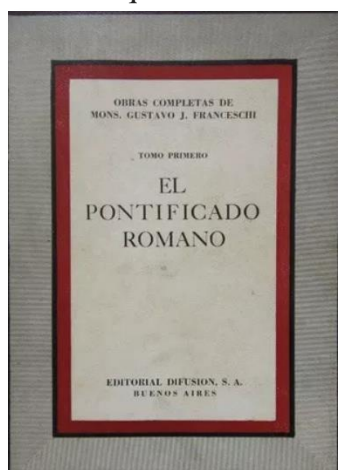 OBRAS COMPLETAS DE
MONS. GUSTAVO J. FRANCESCHI
TOMO PRIMERO
EL
PONTIFICADO
ROMANO
EDITORIAL DIFUSION, S. A.
BUENOS AIRES